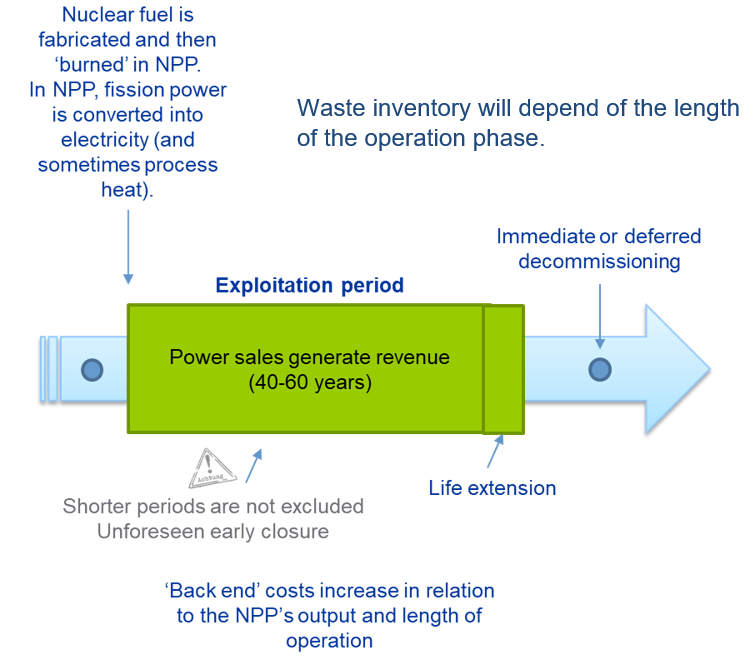 Nuclear fuel is
fabricated and then
‘burned’ in NPP.
In NPP, fission power
is converted into
electricity (and
sometimes process
heat).
Waste inventory will depend of the length
of the operation phase.
Immediate or deferred
decommissioning
Exploitation period
Power sales generate revenue
(40-60 years)
!
Achtung
Life extension
Shorter periods are not excluded
Unforeseen early closure
‘Back end’ costs increase in relation
to the NPP’s output and length of
operation